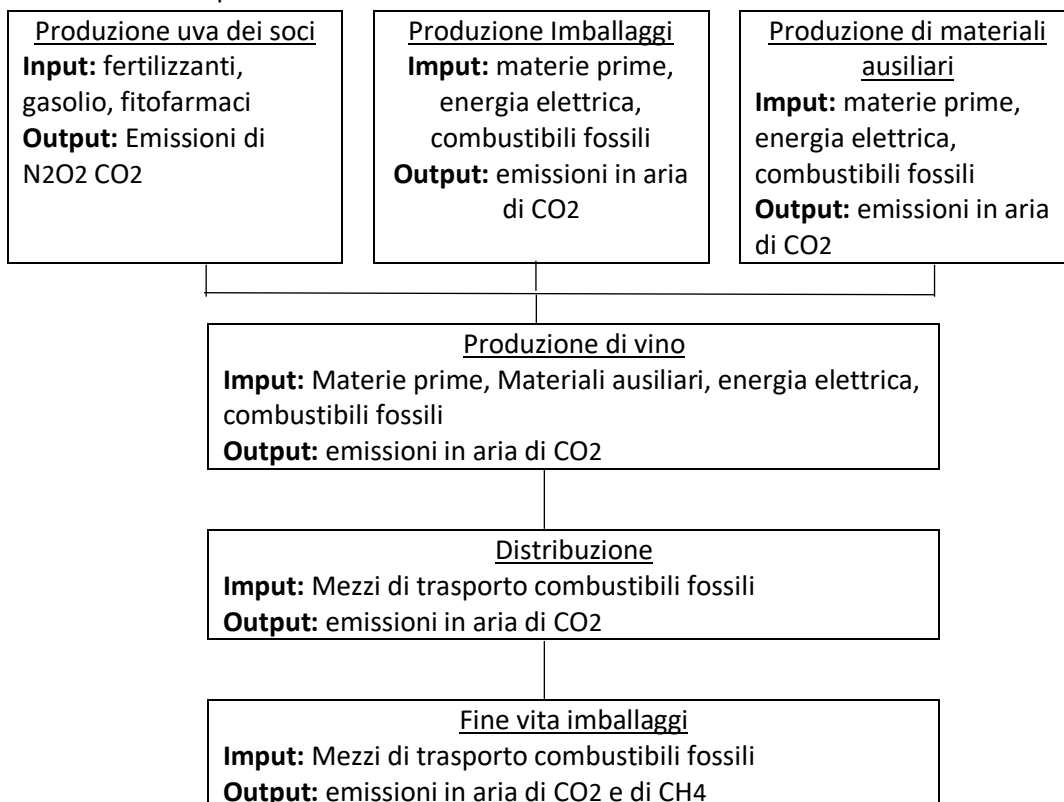 Produzione uva dei soci
Input: fertilizzanti,
gasolio, fitofarmaci
Output: Emissioni di
N2O2 CO2
Produzione Imballaggi
Imput: materie prime,
energia elettrica,
combustibili fossili
Output: emissioni in aria
di CO2
Produzione di materiali
ausiliari
Imput: materie prime,
energia elettrica,
combustibili fossili
Output: emissioni in aria
di CO2
Produzione di vino
Imput: Materie prime, Materiali ausiliari, energia elettrica,
combustibili fossili
Output: emissioni in aria di CO2
Distribuzione
Imput: Mezzi di trasporto combustibili fossili
Output: emissioni in aria di CO2
Fine vita imballaggi
Imput: Mezzi di trasporto combustibili fossili
Output: emissioni in aria di CO2 e di CH4